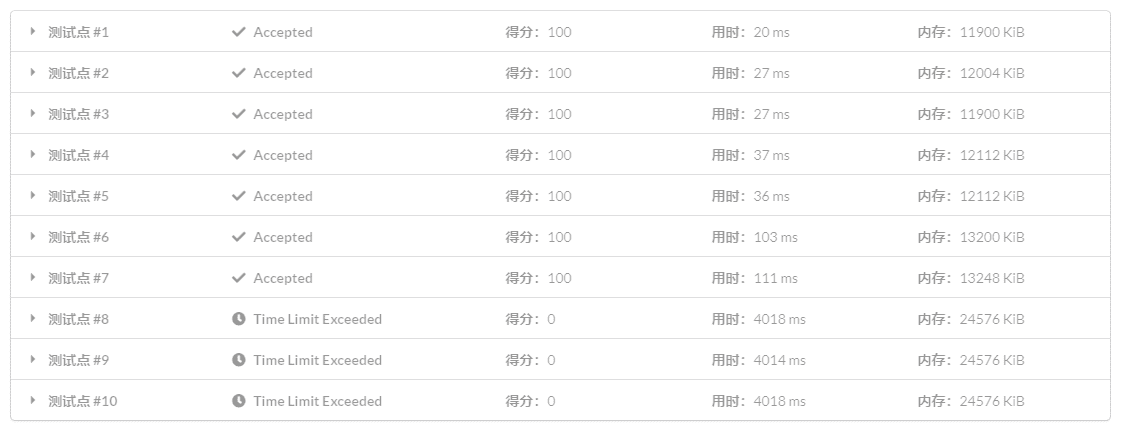 测试点 #1 Accepted 得分：100 用时：20 ms 内存：11900 KiB
测试点 #2 Accepted 得分：100 用时：27 ms 内存：12004 KiB
测试点 #3 Accepted 得分：100 用时：27 ms 内存：11900 KiB
测试点 #4 Accepted 得分：100 用时：37 ms 内存：12112 KiB
测试点 #5 Accepted 得分：100 用时：36 ms 内存：12112 KiB
测试点 #6 Accepted 得分：100 用时：103 ms 内存：13200 KiB
测试点 #7 Accepted 得分：100 用时：111 ms 内存：13248 KiB
测试点 #8 Time Limit Exceeded 得分：0 用时：4018 ms 内存：24576 KiB
测试点 #9 Time Limit Exceeded 得分：0 用时：4014 ms 内存：24576 KiB
测试点 #10 Time Limit Exceeded 得分：0 用时：4018 ms 内存：24576 KiB